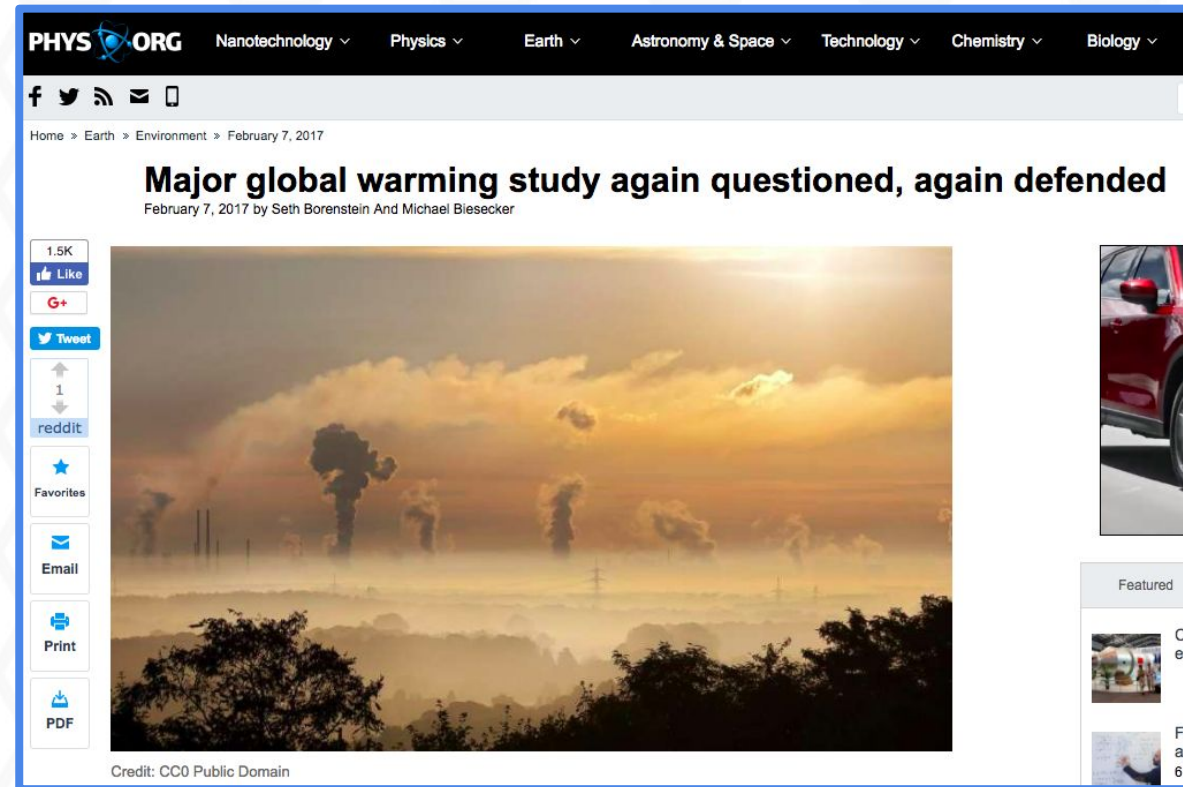 PHYS ORG Nanotechnology Physics Earth Astronomy & Space Technology Chemistry Biology
Home » Earth » Environment » February 7, 2017
Major global warming study again questioned, again defended
February 7, 2017 by Seth Borenstein And Michael Biesecker
1.5K
Like
G+
Tweet
1
reddit
Favorites
Email
Print
PDF
Credit: CC0 Public Domain
Featured
6